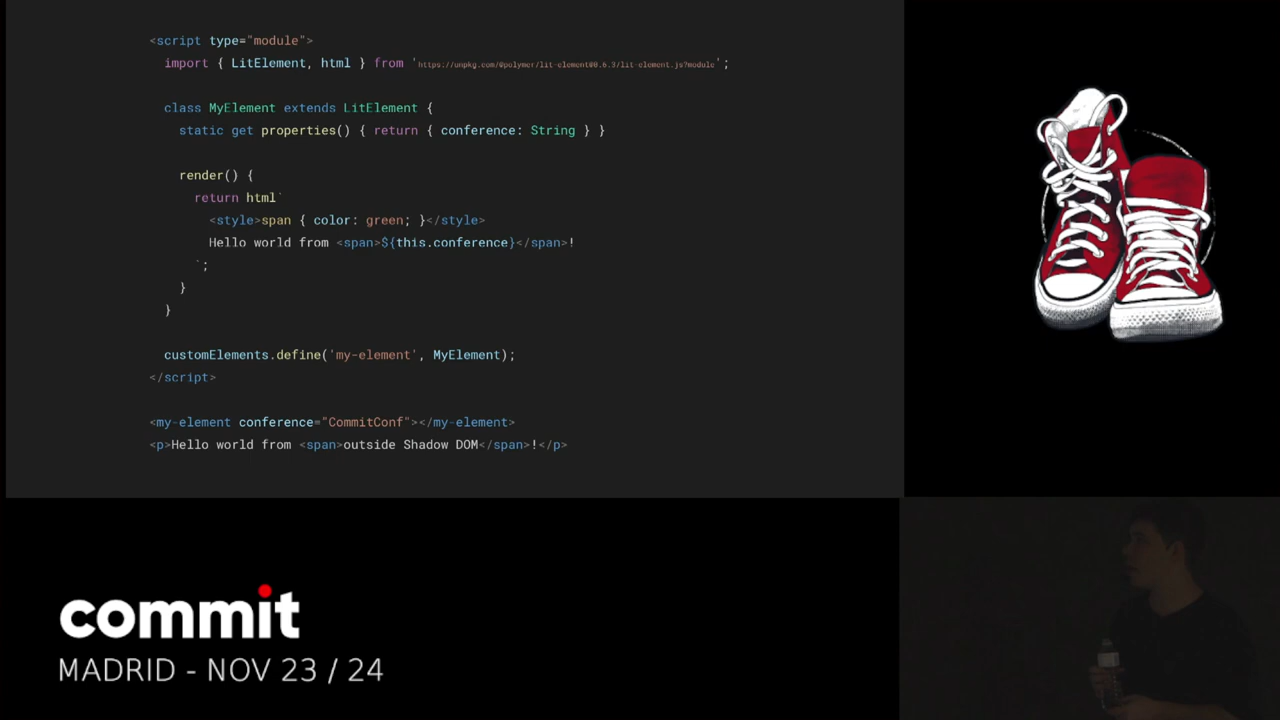 <script type="module">
import { LitElement, html } from 'https://unpkg.com/@polymer/lit-element@0.6.3/lit-element.js?module';
class MyElement extends LitElement {
static get properties() { return { conference: String } }
render() {
return html`
<style>span { color: green; }</style>
Hello world from <span>${this.conference}</span>!
`;
}
}
customElements.define('my-element', MyElement);
</script>
<my-element conference="CommitConf"></my-element>
<p>Hello world from <span>outside Shadow DOM</span>!</p>
commit
MADRID - NOV 23 / 24